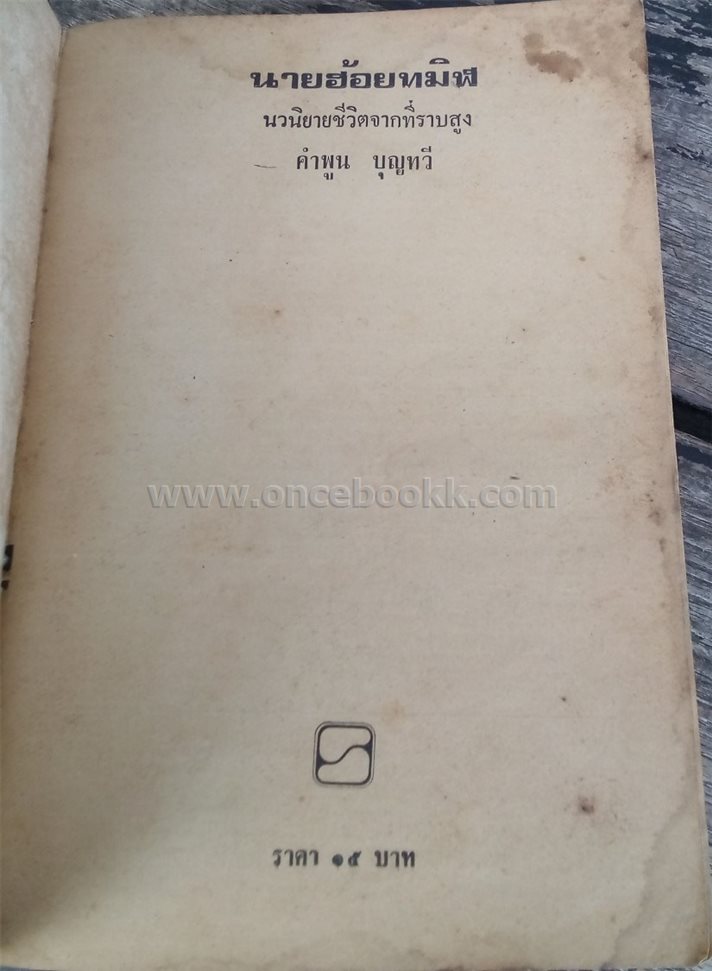 นายฮ้อยทมิฬ
นวนิยายชีวิตจากที่ราบสูง
คำพูน บุญทวี
www.oncebookk.com
ราคา ๑๕ บาท